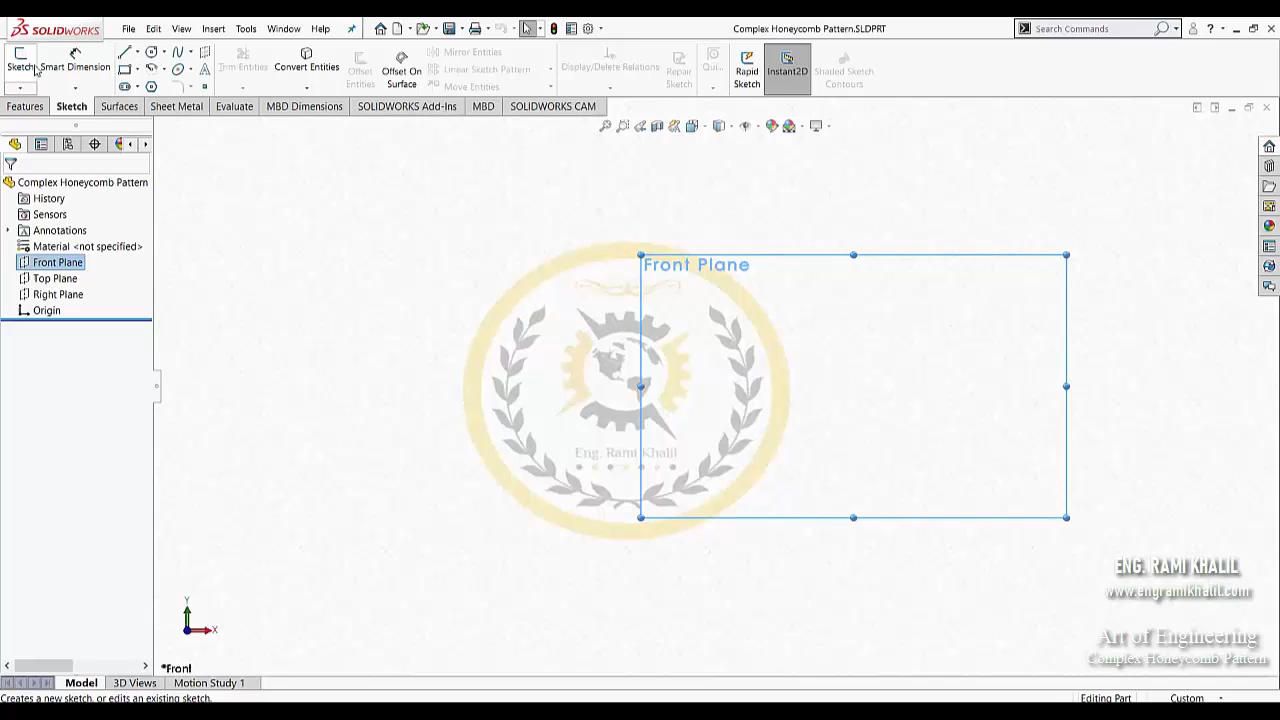 SOLIDWORKS File Edit View Insert Tools Window Help Complex Honeycomb Pattern.SLDPRT Search Commands ?
Sketch Smart Dimension Trim Entities Convert Entities Offset Entities Offset On Surface Mirror Entities Linear Sketch Pattern Move Entities Display/Delete Relations Repair Sketch Qui... Rapid Sketch Instant2D Shaded Sketch Contours
Features Sketch Surfaces Sheet Metal Evaluate MBD Dimensions SOLIDWORKS Add-Ins MBD SOLIDWORKS CAM
Complex Honeycomb Pattern
History
Sensors
Annotations
Material <not specified>
Front Plane
Top Plane
Right Plane
Origin
Front Plane
Eng. Rami Khalil
ENG. RAMI KHALIL
www.engramikhalil.com
Art of Engineering
Complex Honeycomb Pattern
Y
X
*Front
Model 3D Views Motion Study 1
Creates a new sketch, or edits an existing sketch. Editing Part Custom